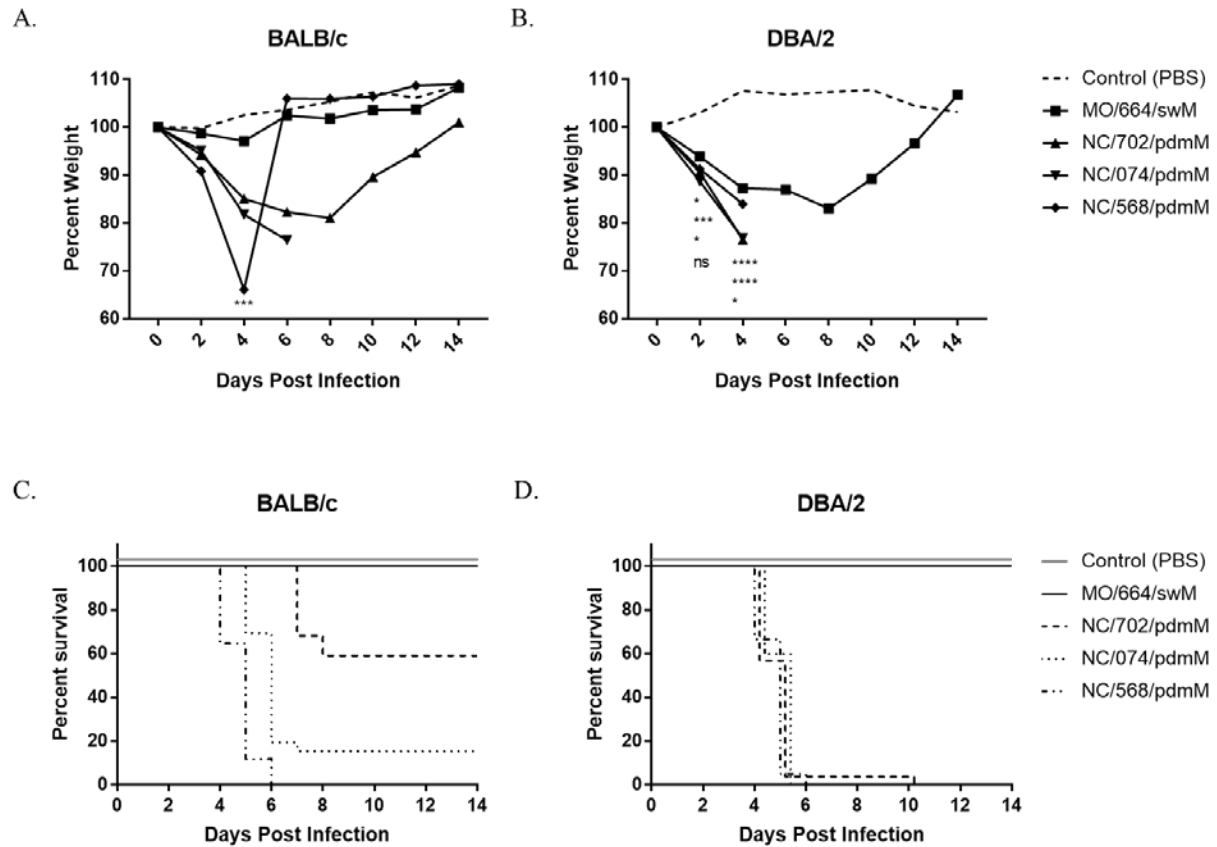 A.
BALB/c
Percent Weight
110
100
90
80
70
60
***
0 2 4 6 8 10 12 14
Days Post Infection
B.
DBA/2
Percent Weight
110
100
90
80
70
60
*
***
*
ns
****
****
*
0 2 4 6 8 10 12 14
Days Post Infection
Control (PBS)
MO/664/swM
NC/702/pdmM
NC/074/pdmM
NC/568/pdmM
C.
BALB/c
Percent survival
100
80
60
40
20
0
0 2 4 6 8 10 12 14
Days Post Infection
D.
DBA/2
Percent survival
100
80
60
40
20
0
0 2 4 6 8 10 12 14
Days Post Infection
Control (PBS)
MO/664/swM
NC/702/pdmM
NC/074/pdmM
NC/568/pdmM